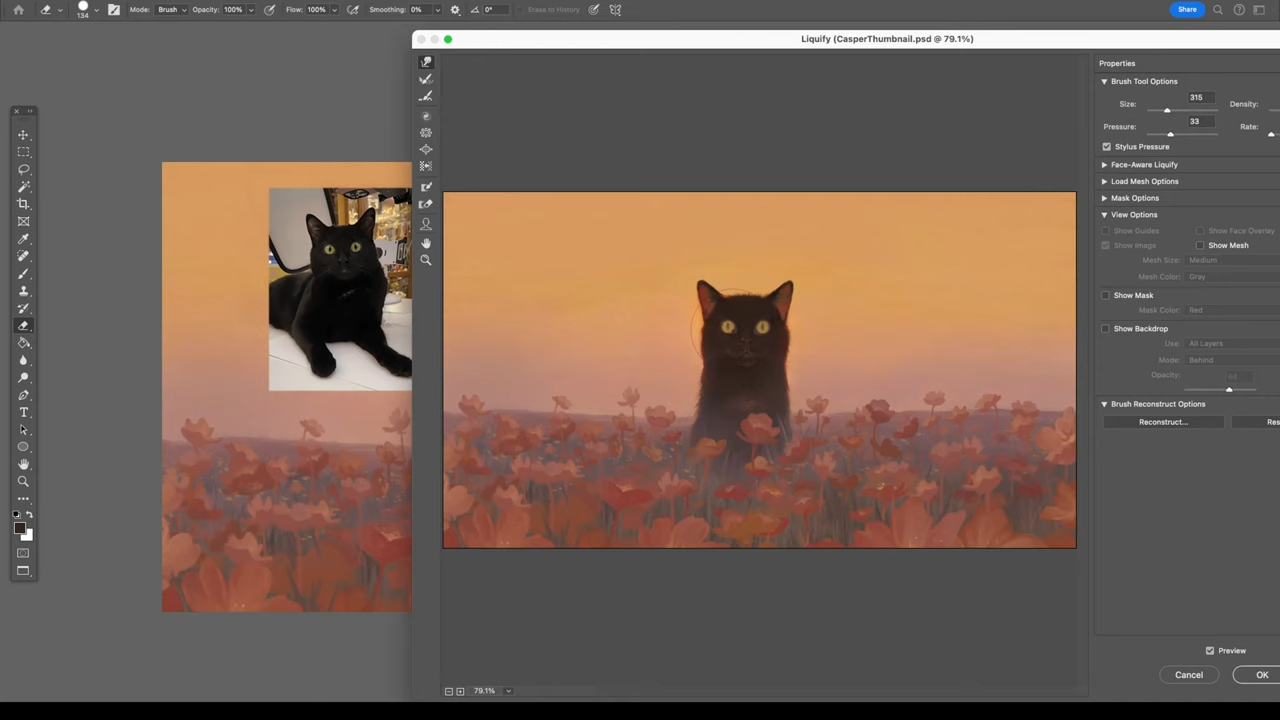 Mode: Brush Opacity: 100% Flow: 100% Smoothing: 0% 0° Erase to History Share
134
Liquify (CasperThumbnail.psd @ 79.1%)
Properties
Brush Tool Options
Size: 315 Density:
Pressure: 33 Rate:
Stylus Pressure
Face-Aware Liquify
Load Mesh Options
Mask Options
View Options
Show Guides Show Face Overlay
Show Image Show Mesh
Mesh Size: Medium
Mesh Color: Gray
Show Mask
Mask Color: Red
Show Backdrop
Use: All Layers
Mode: Behind
Opacity:
Brush Reconstruct Options
Reconstruct... Res
Preview
Cancel OK
79.1%